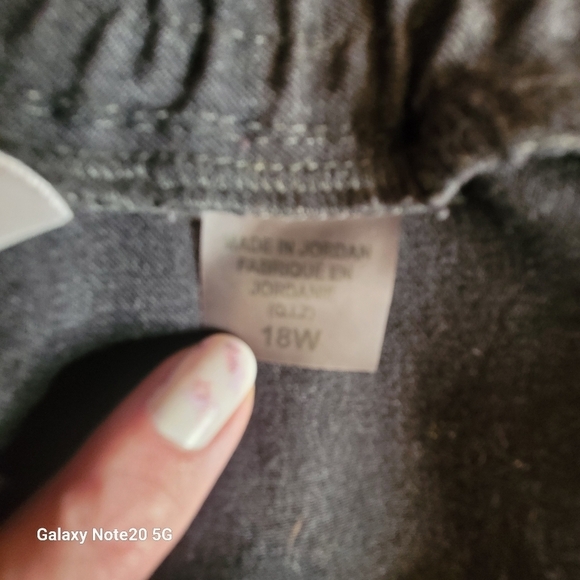 MADE IN JORDAN
FABRIQUE EN
JORDANIE
(Q.I.Z)
18W
Galaxy Note20 5G